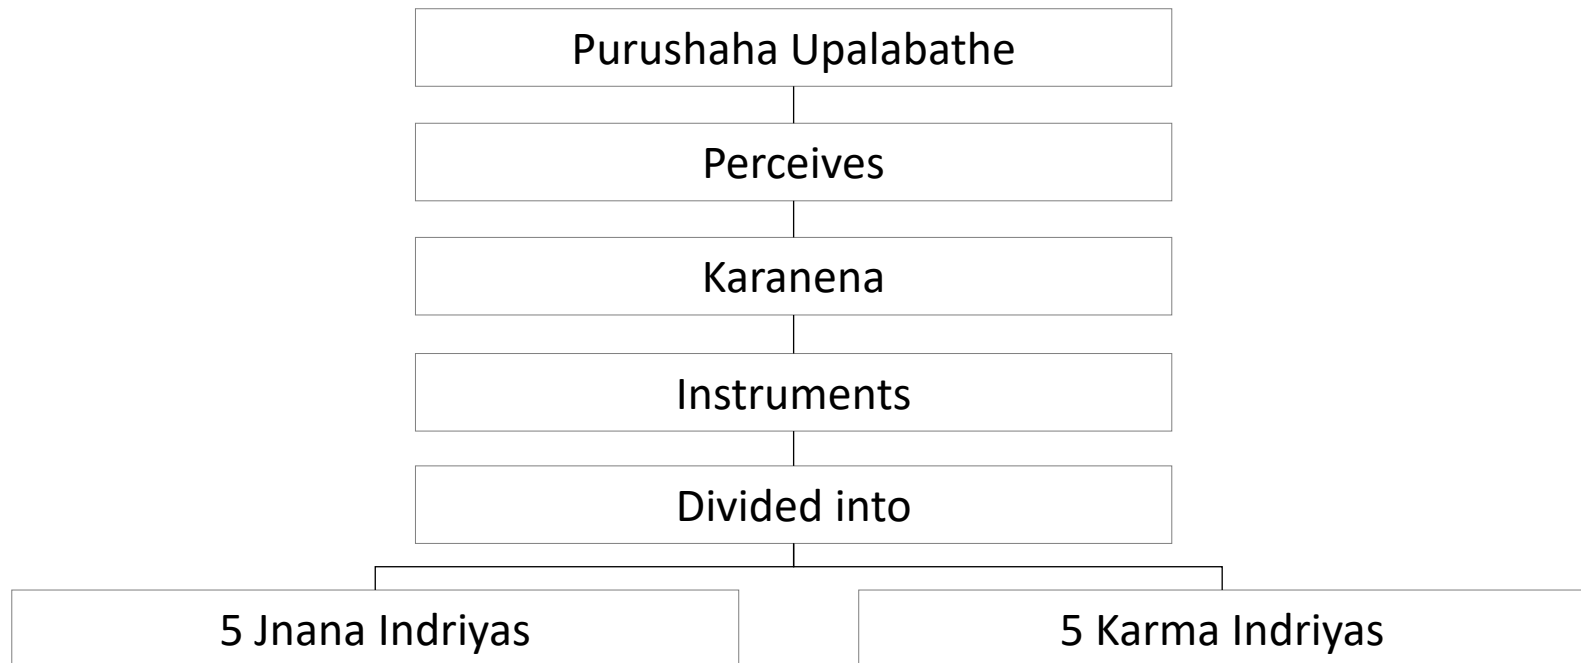 Purushaha Upalabathe
Perceives
Karanena
Instruments
Divided into
5 Jnana Indriyas
5 Karma Indriyas